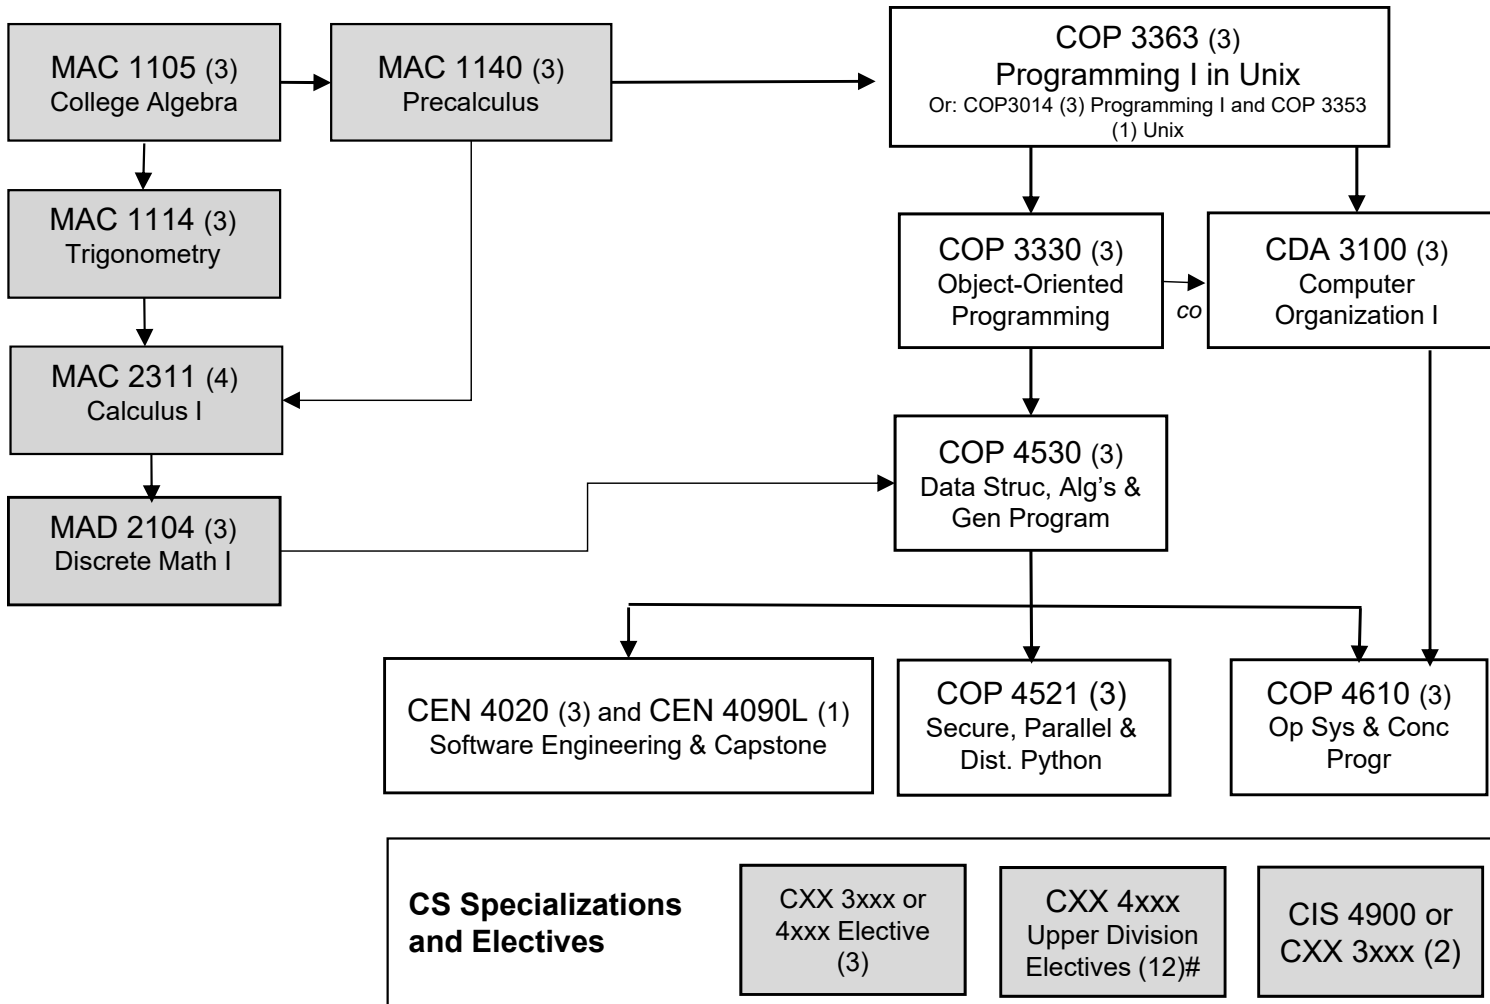 MAC 1105 (3)
College Algebra
MAC 1140 (3)
Precalculus
COP 3363 (3)
Programming I in Unix
Or: COP3014 (3) Programming I and COP 3353
(1) Unix
MAC 1114 (3)
Trigonometry
COP 3330 (3)
Object-Oriented
Programming
co
CDA 3100 (3)
Computer
Organization I
MAC 2311 (4)
Calculus I
COP 4530 (3)
Data Struc, Alg’s &
Gen Program
MAD 2104 (3)
Discrete Math I
CEN 4020 (3) and CEN 4090L (1)
Software Engineering & Capstone
COP 4521 (3)
Secure, Parallel &
Dist. Python
COP 4610 (3)
Op Sys & Conc
Progr
CS Specializations
and Electives
CXX 3xxx or
4xxx Elective
(3)
CXX 4xxx
Upper Division
Electives (12)#
CIS 4900 or
CXX 3xxx (2)